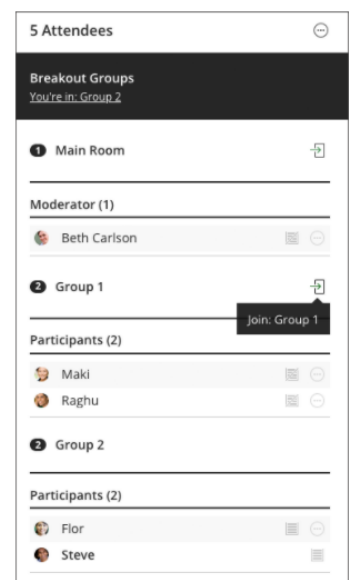 5 Attendees
Breakout Groups
You're in: Group 2
1 Main Room
Moderator (1)
Beth Carlson
2 Group 1
Join: Group 1
Participants (2)
Maki
Raghu
2 Group 2
Participants (2)
Flor
Steve